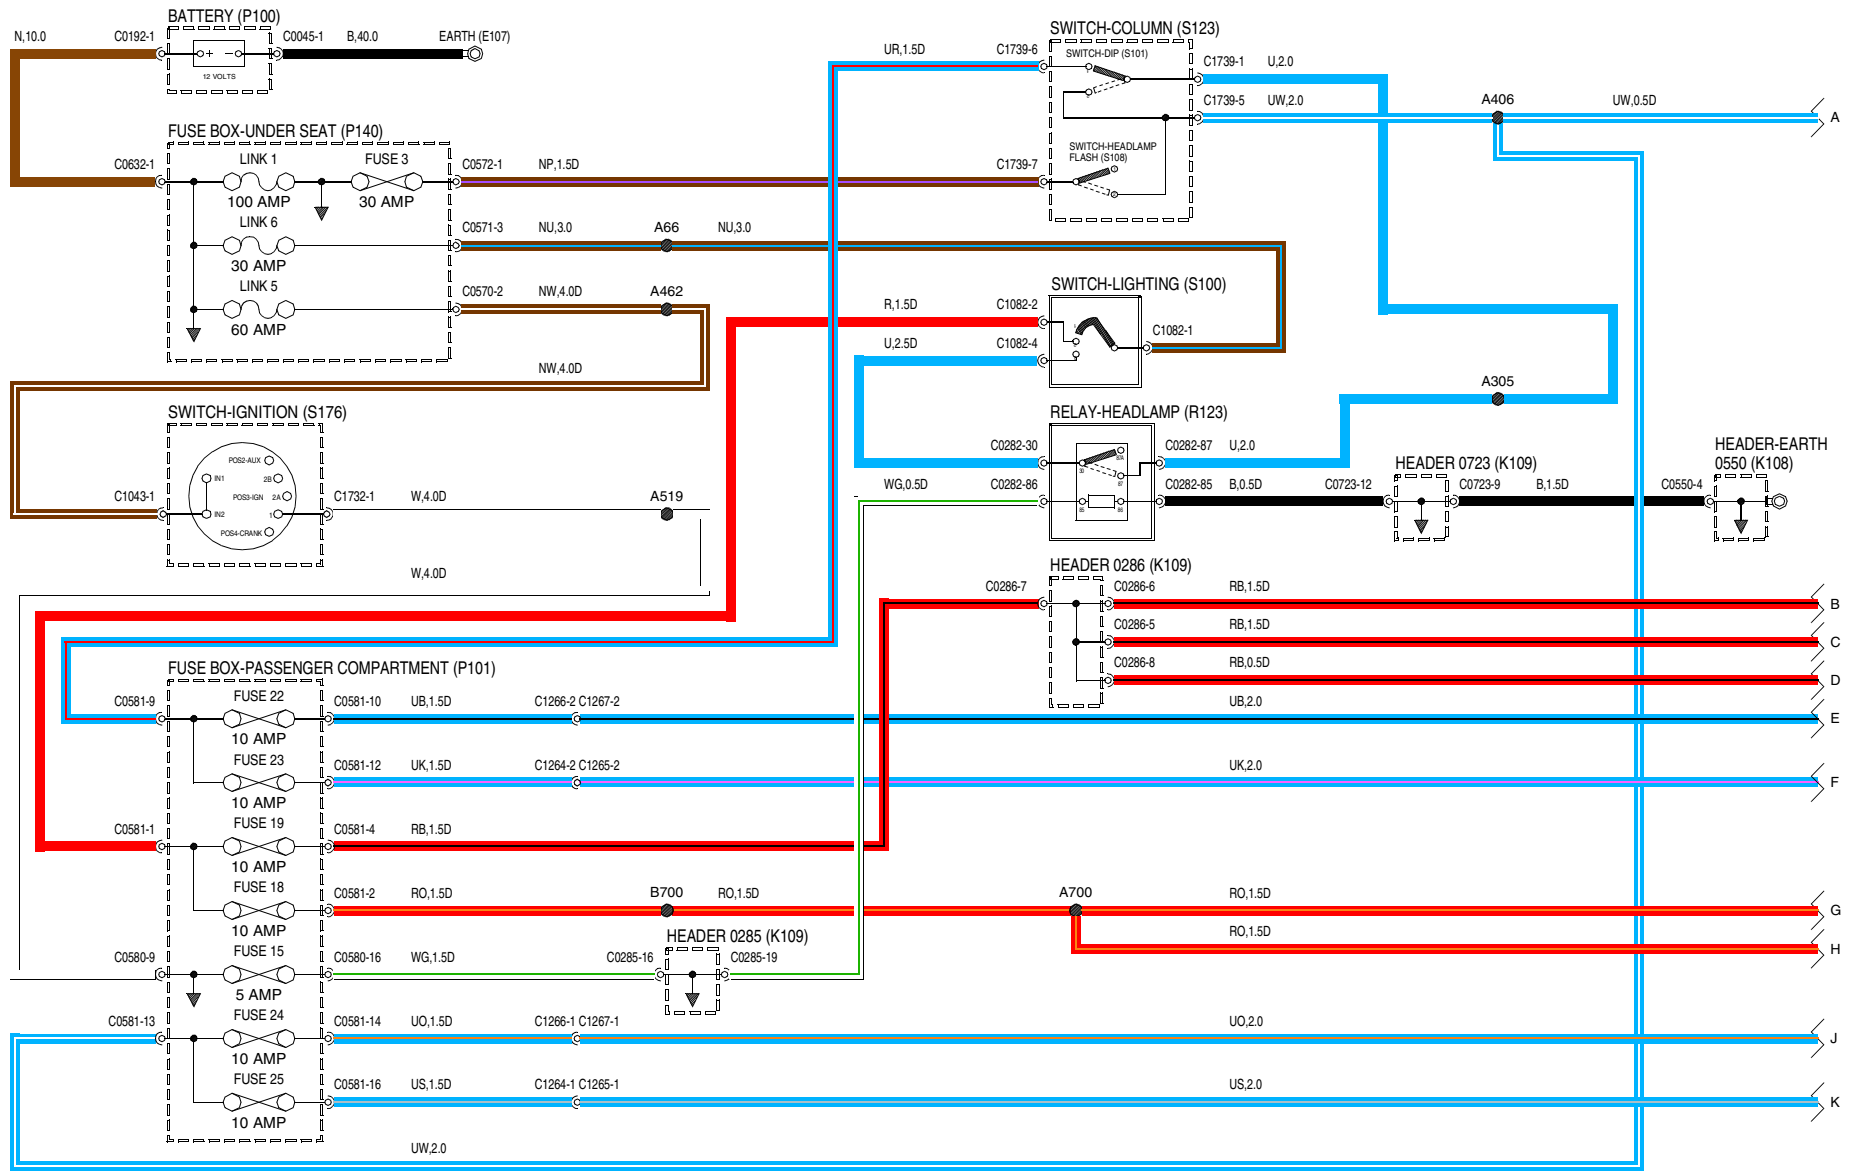 BATTERY (P100)
N,10.0 C0192-1 C0045-1 B,40.0 EARTH (E107)
+ −
12 VOLTS
FUSE BOX-UNDER SEAT (P140)
C0632-1 LINK 1 FUSE 3 C0572-1 NP,1.5D C1739-7
100 AMP 30 AMP
LINK 6 C0571-3 NU,3.0 A66 NU,3.0
30 AMP
LINK 5 C0570-2 NW,4.0D A462
60 AMP
NW,4.0D
SWITCH-COLUMN (S123)
UR,1.5D C1739-6 SWITCH-DIP (S101) C1739-1 U,2.0
C1739-5 UW,2.0 A406 UW,0.5D A
SWITCH-HEADLAMP
FLASH (S108)
SWITCH-LIGHTING (S100)
R,1.5D C1082-2
C1082-1
U,2.5D C1082-4
A305
SWITCH-IGNITION (S176)
POS2-AUX
IN1 2B
POS3-IGN 2A
C1043-1 IN2 1 C1732-1 W,4.0D A519
POS4-CRANK
W,4.0D
RELAY-HEADLAMP (R123)
C0282-30 30 87A 87 C0282-87 U,2.0
WG,0.5D C0282-86 85 86 C0282-85 B,0.5D C0723-12 C0723-9 B,1.5D C0550-4
HEADER 0723 (K109)
HEADER-EARTH
0550 (K108)
HEADER 0286 (K109)
C0286-7 C0286-6 RB,1.5D B
C0286-5 RB,1.5D C
C0286-8 RB,0.5D D
FUSE BOX-PASSENGER COMPARTMENT (P101)
C0581-9 FUSE 22 C0581-10 UB,1.5D C1266-2 C1267-2 UB,2.0 E
10 AMP
FUSE 23 C0581-12 UK,1.5D C1264-2 C1265-2 UK,2.0 F
10 AMP
C0581-1 FUSE 19 C0581-4 RB,1.5D
10 AMP
FUSE 18 C0581-2 RO,1.5D B700 RO,1.5D A700 RO,1.5D G
10 AMP RO,1.5D H
HEADER 0285 (K109)
C0580-9 FUSE 15 C0580-16 WG,1.5D C0285-16 C0285-19
5 AMP
C0581-13 FUSE 24 C0581-14 UO,1.5D C1266-1 C1267-1 UO,2.0 J
10 AMP
FUSE 25 C0581-16 US,1.5D C1264-1 C1265-1 US,2.0 K
10 AMP
UW,2.0